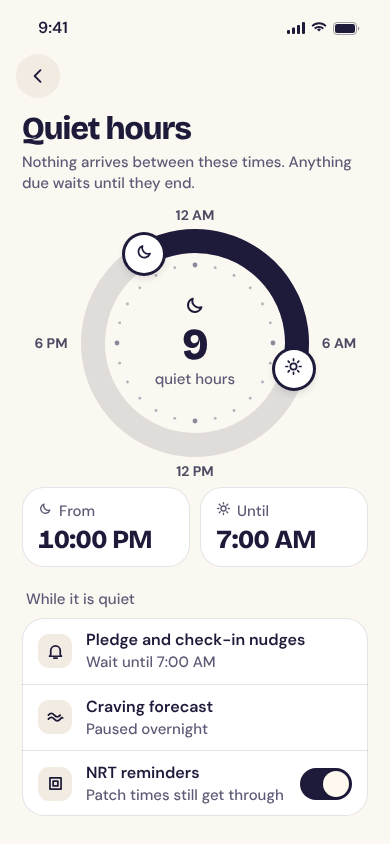 9:41
Quiet hours
Nothing arrives between these times. Anything
due waits until they end.
12 AM
6 PM
9
quiet hours
6 AM
12 PM
From
10:00 PM
Until
7:00 AM
While it is quiet
Pledge and check-in nudges
Wait until 7:00 AM
Craving forecast
Paused overnight
NRT reminders
Patch times still get through